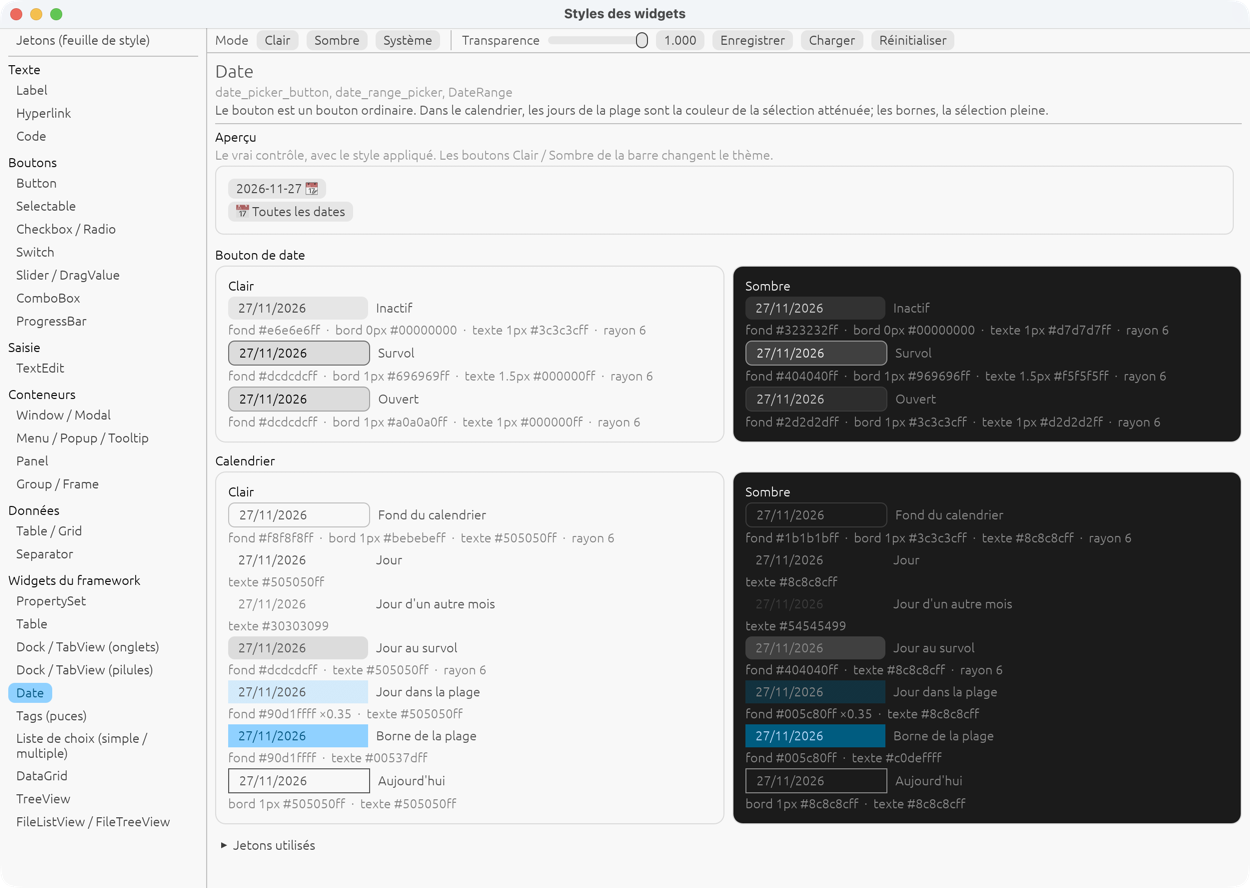 Styles des widgets
Jetons (feuille de style)
Texte
Label
Hyperlink
Code
Boutons
Button
Selectable
Checkbox / Radio
Switch
Slider / DragValue
ComboBox
ProgressBar
Saisie
TextEdit
Conteneurs
Window / Modal
Menu / Popup / Tooltip
Panel
Group / Frame
Données
Table / Grid
Separator
Widgets du framework
PropertySet
Table
Dock / TabView (onglets)
Dock / TabView (pilules)
Date
Tags (puces)
Liste de choix (simple /
multiple)
DataGrid
TreeView
FileListView / FileTreeView
Mode Clair Sombre Système Transparence 1.000 Enregistrer Charger Réinitialiser
Date
date_picker_button, date_range_picker, DateRange
Le bouton est un bouton ordinaire. Dans le calendrier, les jours de la plage sont la couleur de la sélection atténuée; les bornes, la sélection pleine.
Aperçu
Le vrai contrôle, avec le style appliqué. Les boutons Clair / Sombre de la barre changent le thème.
2026-11-27 📆
📅 Toutes les dates
Bouton de date
Clair
27/11/2026 Inactif
fond #e6e6e6ff · bord 0px #00000000 · texte 1px #3c3c3cff · rayon 6
27/11/2026 Survol
fond #dcdcdcff · bord 1px #696969ff · texte 1.5px #000000ff · rayon 6
27/11/2026 Ouvert
fond #dcdcdcff · bord 1px #a0a0a0ff · texte 1px #000000ff · rayon 6
Sombre
27/11/2026 Inactif
fond #323232ff · bord 0px #00000000 · texte 1px #d7d7d7ff · rayon 6
27/11/2026 Survol
fond #404040ff · bord 1px #969696ff · texte 1.5px #f5f5f5ff · rayon 6
27/11/2026 Ouvert
fond #2d2d2dff · bord 1px #3c3c3cff · texte 1px #d2d2d2ff · rayon 6
Calendrier
Clair
27/11/2026 Fond du calendrier
fond #f8f8f8ff · bord 1px #bebebeff · texte #505050ff · rayon 6
27/11/2026 Jour
texte #505050ff
27/11/2026 Jour d'un autre mois
texte #30303099
27/11/2026 Jour au survol
fond #dcdcdcff · texte #505050ff · rayon 6
27/11/2026 Jour dans la plage
fond #90d1ffff ×0.35 · texte #505050ff
27/11/2026 Borne de la plage
fond #90d1ffff · texte #00537dff
27/11/2026 Aujourd'hui
bord 1px #505050ff · texte #505050ff
Sombre
27/11/2026 Fond du calendrier
fond #1b1b1bff · bord 1px #3c3c3cff · texte #8c8c8cff · rayon 6
27/11/2026 Jour
texte #8c8c8cff
27/11/2026 Jour d'un autre mois
texte #54545499
27/11/2026 Jour au survol
fond #404040ff · texte #8c8c8cff · rayon 6
27/11/2026 Jour dans la plage
fond #005c80ff ×0.35 · texte #8c8c8cff
27/11/2026 Borne de la plage
fond #005c80ff · texte #c0deffff
27/11/2026 Aujourd'hui
bord 1px #8c8c8cff · texte #8c8c8cff
▸ Jetons utilisés